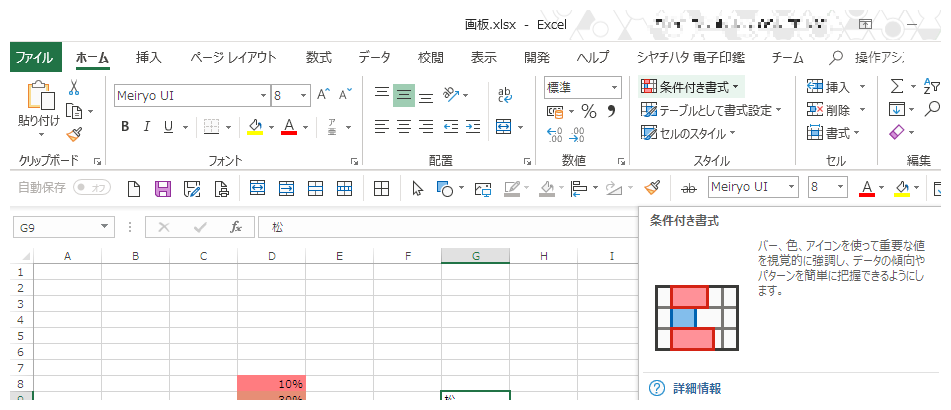 画板.xlsx - Excel
ファイル ホーム 挿入 ページ レイアウト 数式 データ 校閲 表示 開発 ヘルプ シヤチハタ 電子印鑑 チーム 操作アシ
貼り付け
Meiryo UI 8 A A
B I U A ア 亜
ab c
標準
% ,
←0 .00 .00 →0
条件付き書式
テーブルとして書式設定
セルのスタイル
挿入
削除
書式
Σ A Z
クリップボード フォント 配置 数値 スタイル セル 編集
自動保存 オフ ab Meiryo UI 8 A
G9 fx 松
A B C D E F G H I
1
2
3
4
5
6
7
8 10%
9 30% 松
条件付き書式
バー、色、アイコンを使って重要な値
を視覚的に強調し、データの傾向や
パターンを簡単に把握できるようにし
ます。
詳細情報